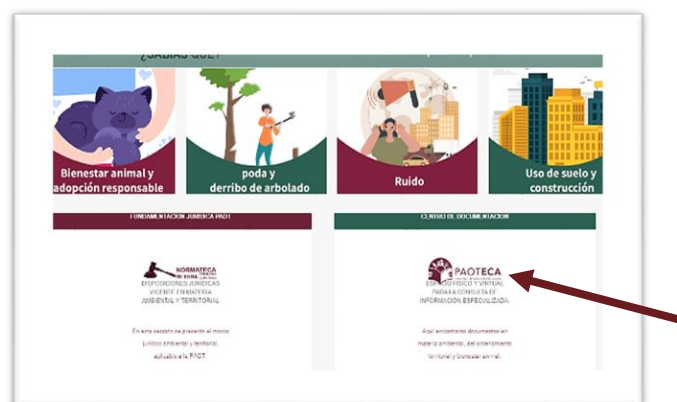 ¿SABÍAS QUE?
Bienestar animal y
adopción responsable
poda y
derribo de arbolado
Ruido
Uso de suelo y
construcción
FUNDAMENTACIÓN JURÍDICA PAOT
CENTRO DE DOCUMENTACIÓN
NORMATECA
DISPOSICIONES JURÍDICAS
VIGENTE EN MATERIA
AMBIENTAL Y TERRITORIAL
En esta sección se presenta el marco
jurídico ambiental y territorial,
aplicable a la PAOT.
PAOTECA
ESPACIO FÍSICO Y VIRTUAL
PARA LA CONSULTA DE
INFORMACIÓN ESPECIALIZADA.
Aquí encontrarás documentos en
materia ambiental, del ordenamiento
territorial y bienestar animal.